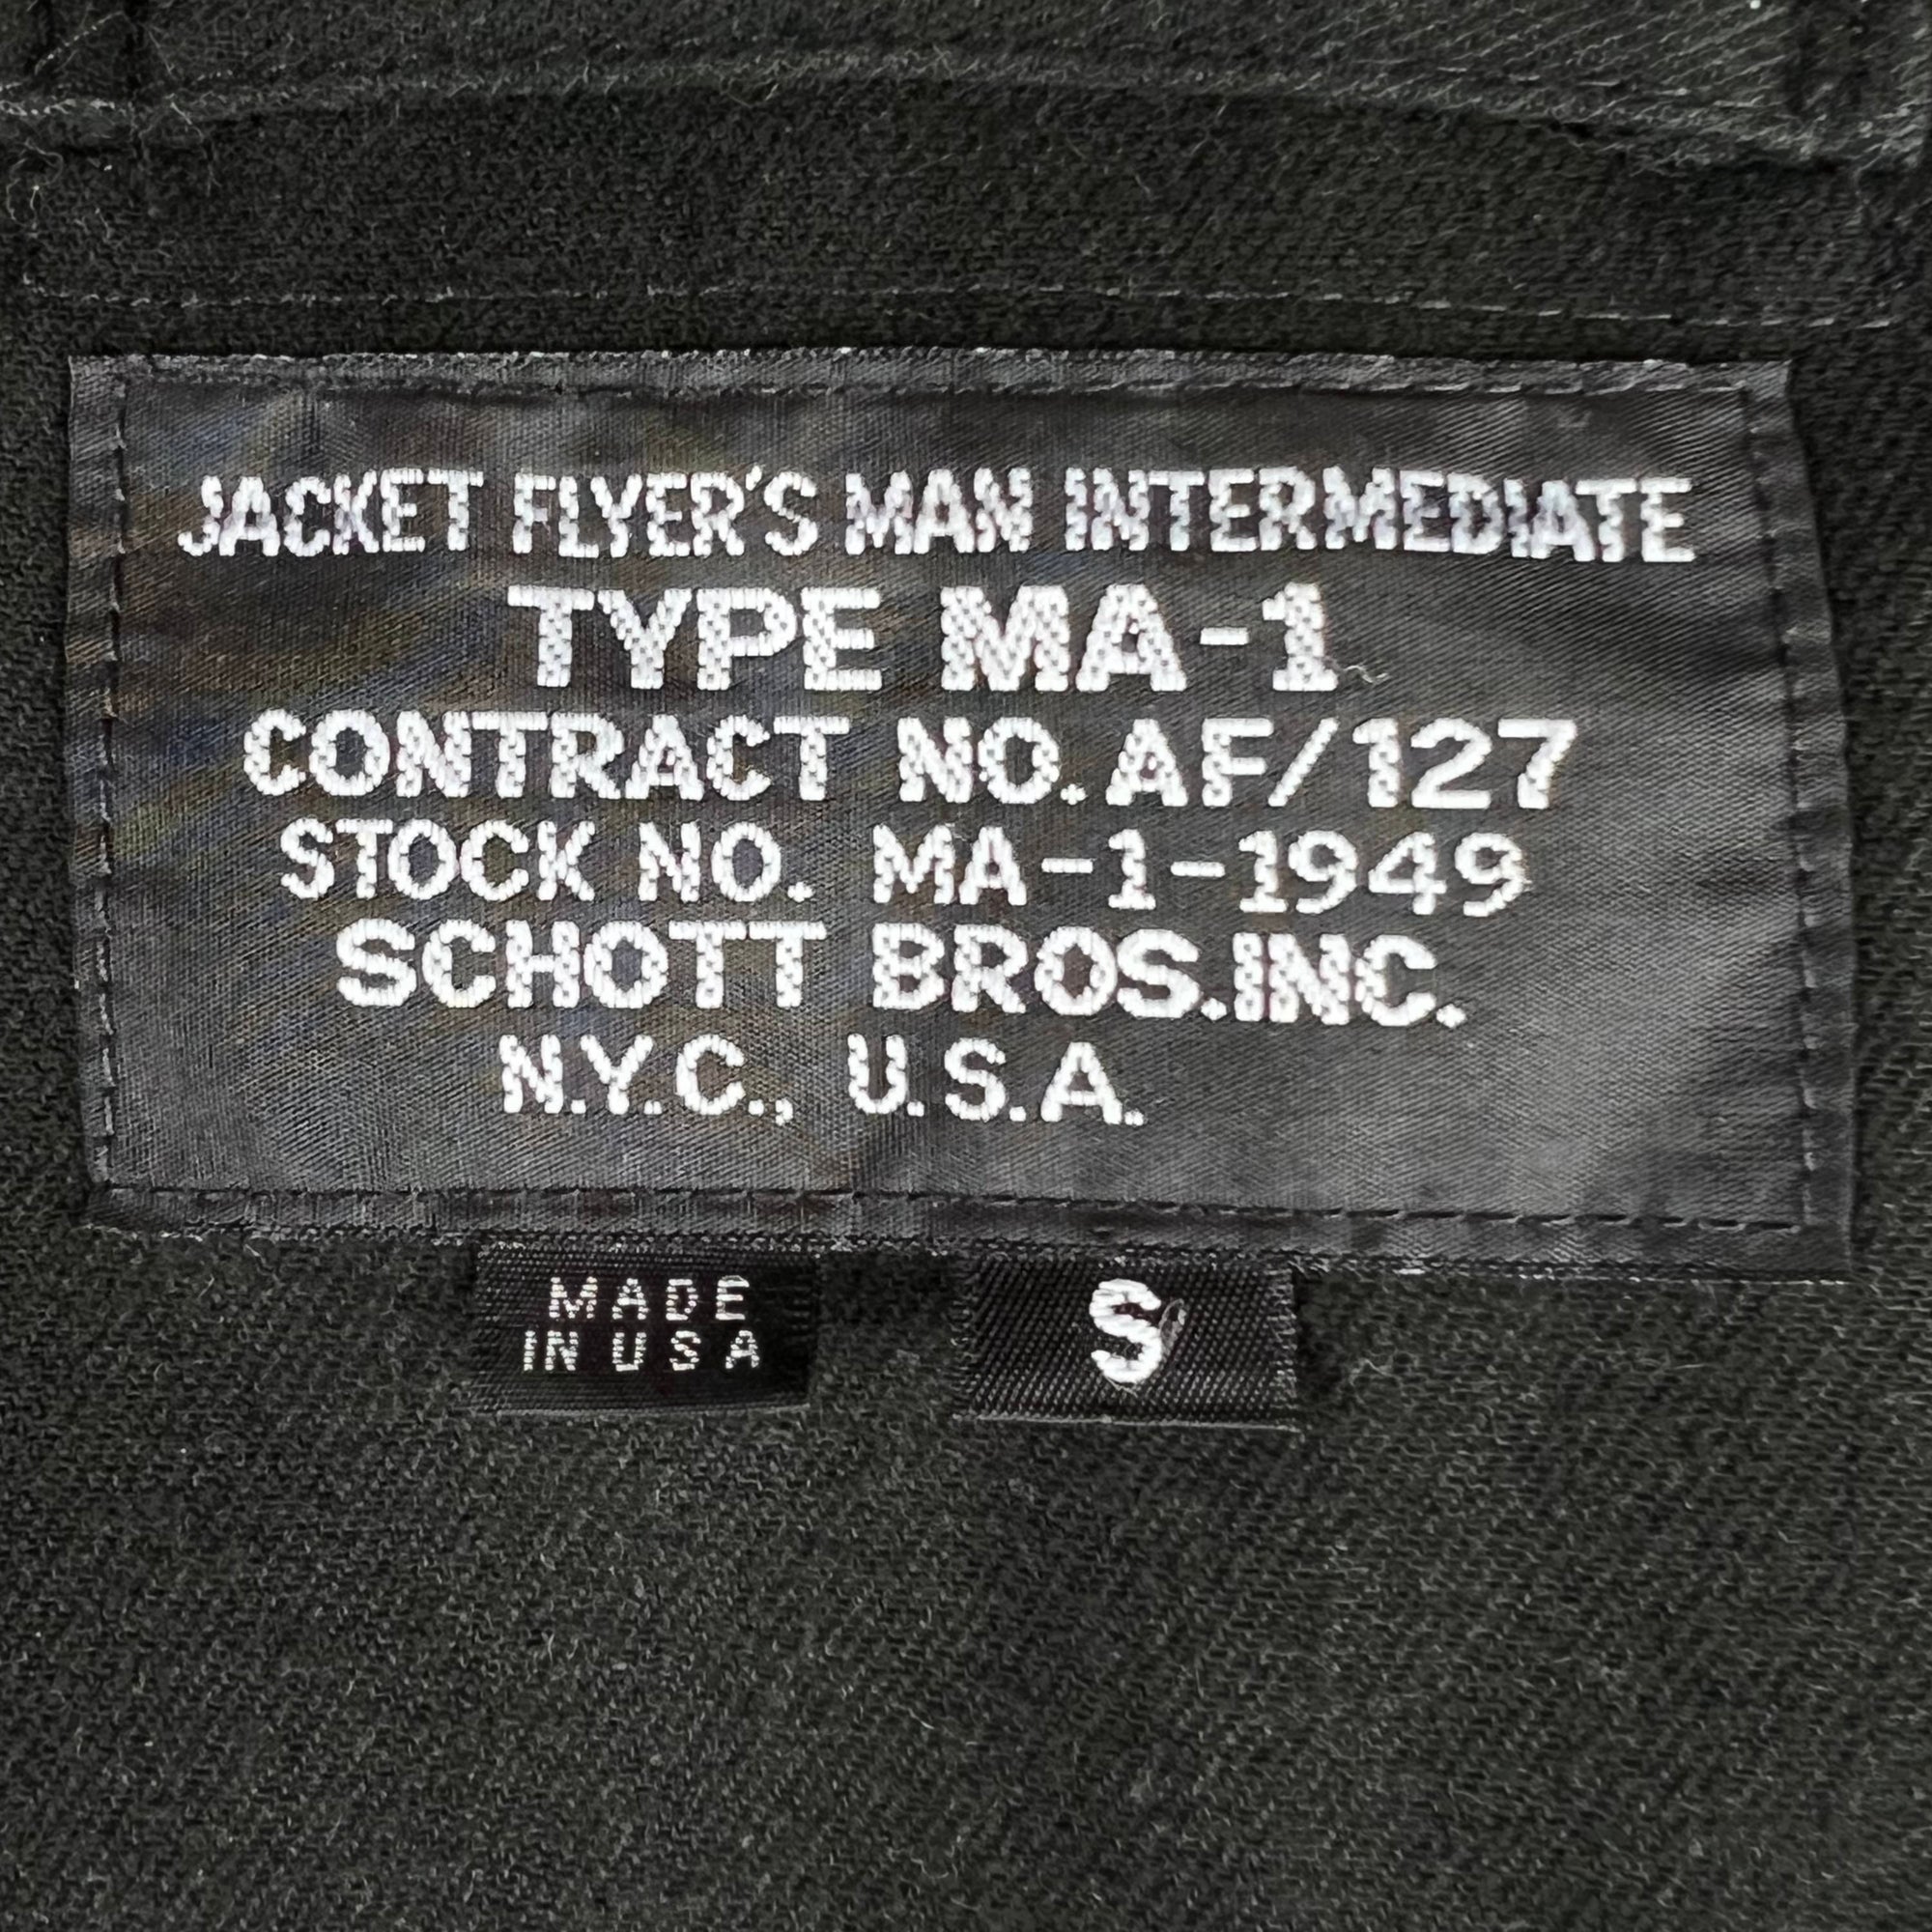 JACKET FLYER'S MAN INTERMEDIATE
TYPE MA-1
CONTRACT NO. AF/127
STOCK NO. MA-1-1949
SCHOTT BROS.INC.
N.Y.C., U.S.A.
MADE
IN USA
S